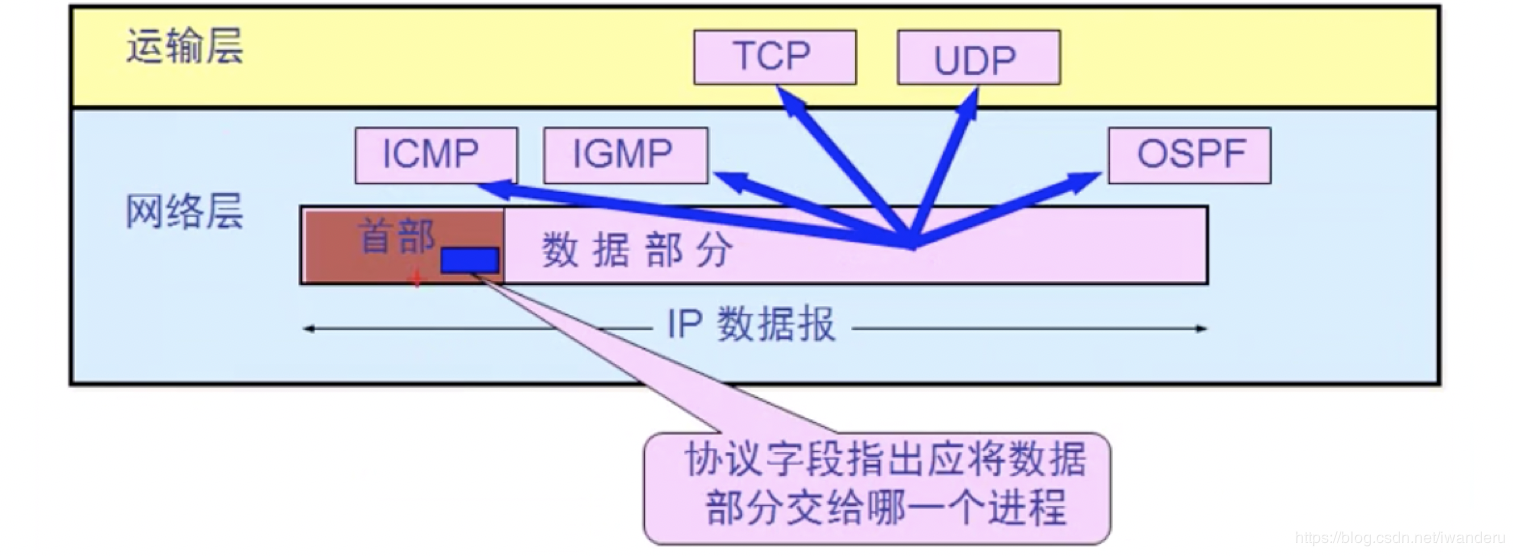 运输层
TCP
UDP
ICMP
IGMP
OSPF
网络层
首部
数据部分
IP 数据报
协议字段指出应将数据
部分交给哪一个进程
https://blog.csdn.net/iwanderu